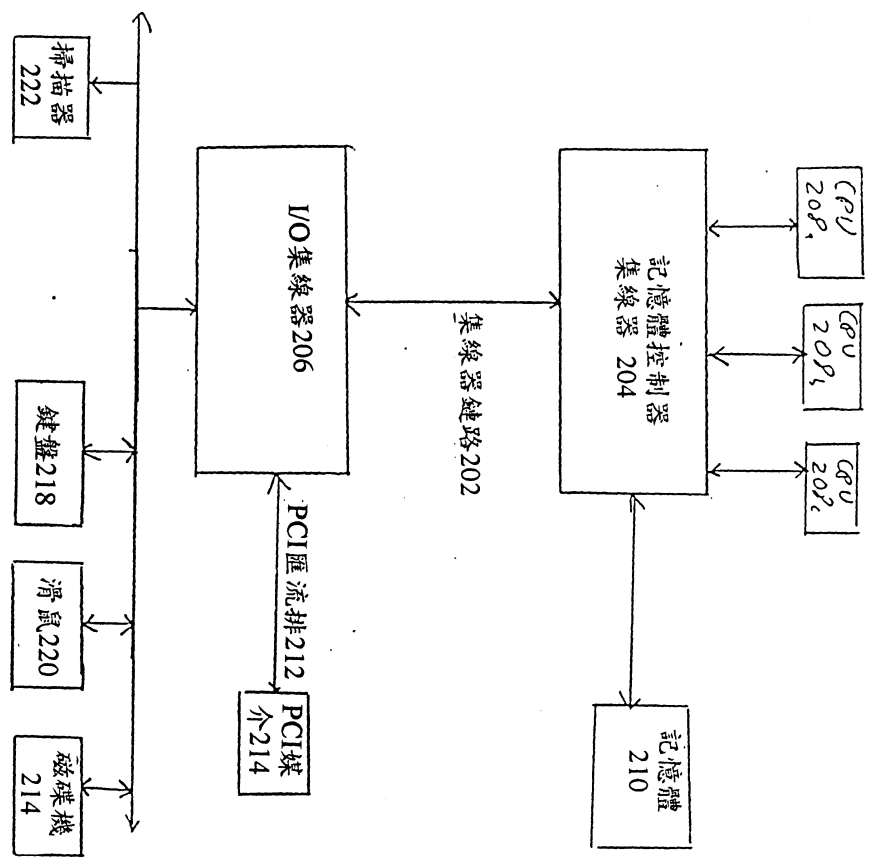 CPU
208₁
CPU
208₁
CPU
208₁
記憶體控制器
集線器 204
記憶體
210
集線器鏈路202
I/O集線器206
PCI匯流排212
PCI媒
介214
掃描器
222
鍵盤218
滑鼠220
磁碟機
214